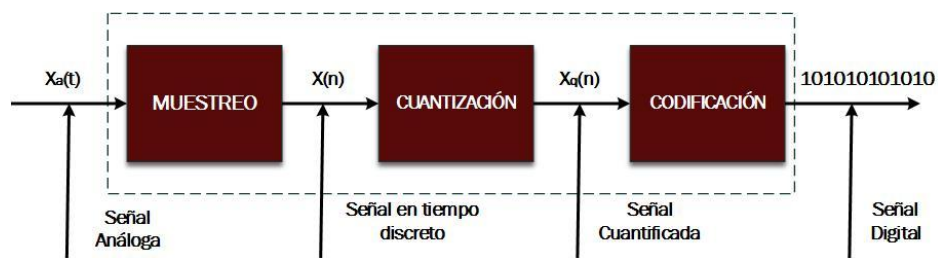 Xa(t)
MUESTREO
X(n)
CUANTIZACIÓN
Xq(n)
CODIFICACIÓN
101010101010
Señal
Análoga
Señal en tiempo
discreto
Señal
Cuantificada
Señal
Digital